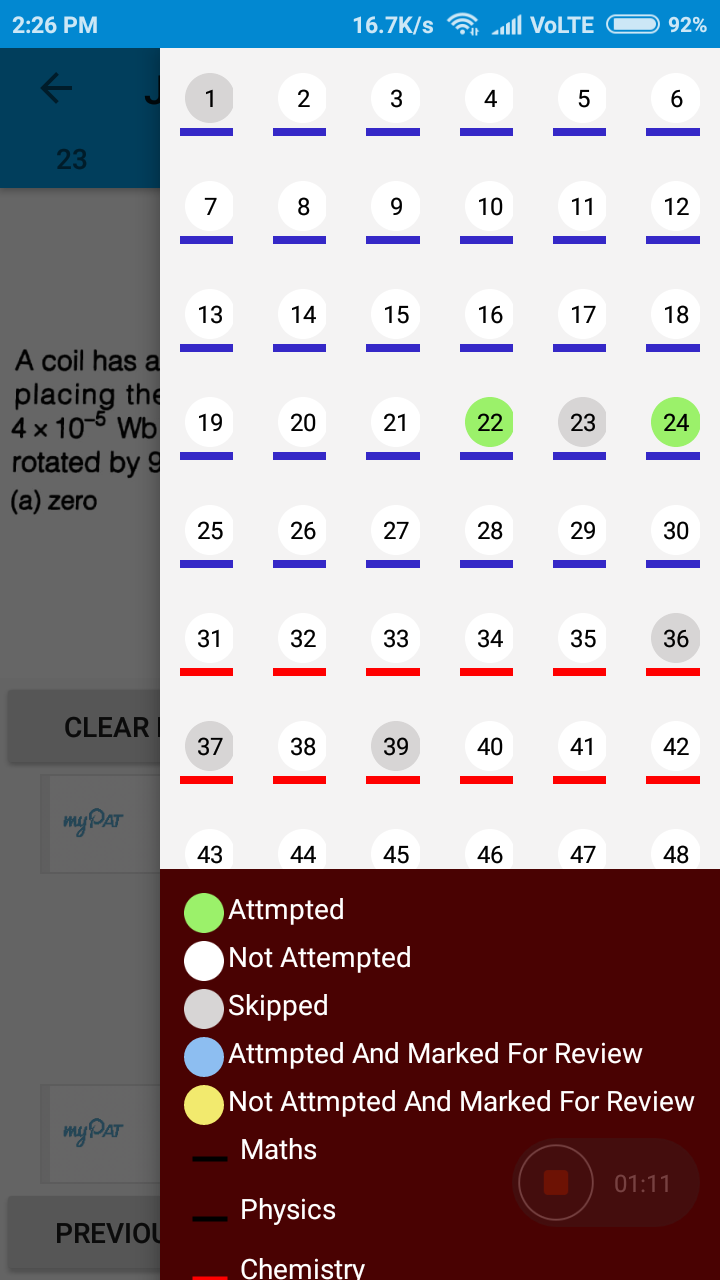 2:26 PM 16.7K/s VoLTE 92%
1 2 3 4 5 6
23
7 8 9 10 11 12
13 14 15 16 17 18
A coil has a
placing the
4 × 10⁻⁵ Wb
rotated by 9
(a) zero
19 20 21 22 23 24
25 26 27 28 29 30
31 32 33 34 35 36
CLEAR
37 38 39 40 41 42
myPAT
43 44 45 46 47 48
Attmpted
Not Attempted
Skipped
Attmpted And Marked For Review
Not Attmpted And Marked For Review
myPAT
Maths
01:11
Physics
PREVIOU
Chemistry